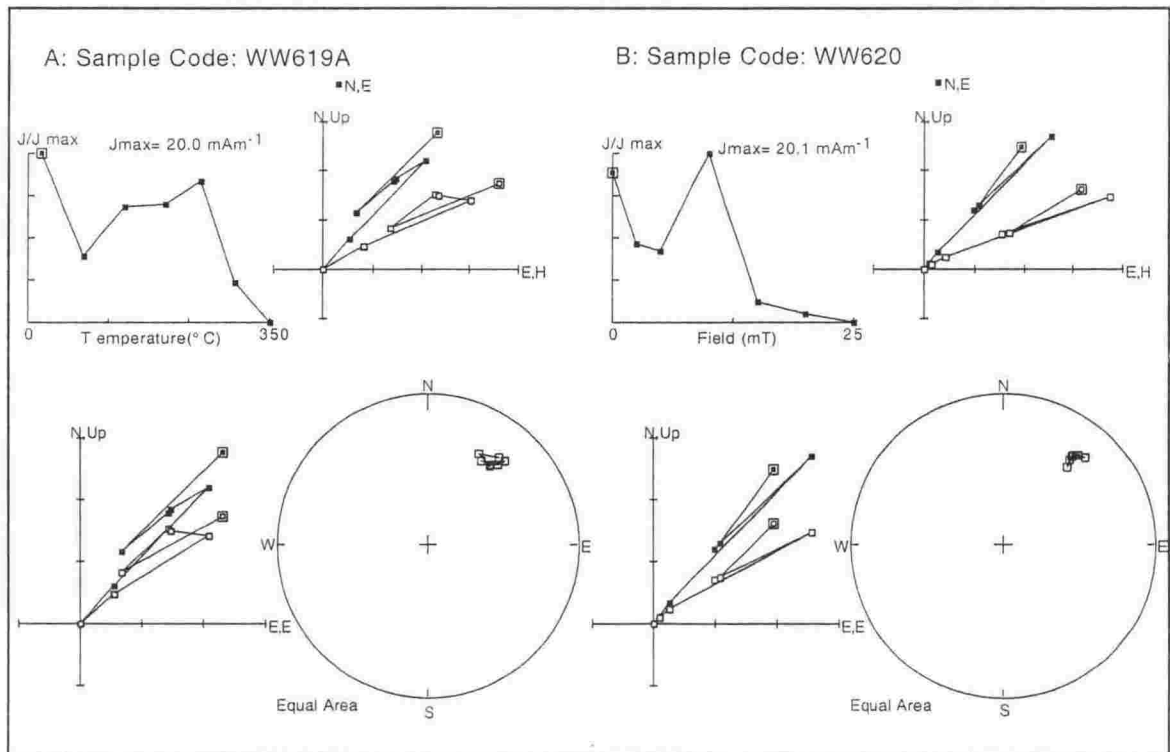 A: Sample Code: WW619A
B: Sample Code: WW620
■N,E
■N,E
N,Up
N,Up
J/J max
Jmax= 20.0 mAm⁻¹
J/J max
Jmax= 20.1 mAm⁻¹
E,H
E,H
0
T emperature(° C)
350
0
Field (mT)
25
N
N
N,Up
N,Up
W
E
W
E
E,E
E,E
Equal Area
S
Equal Area
S